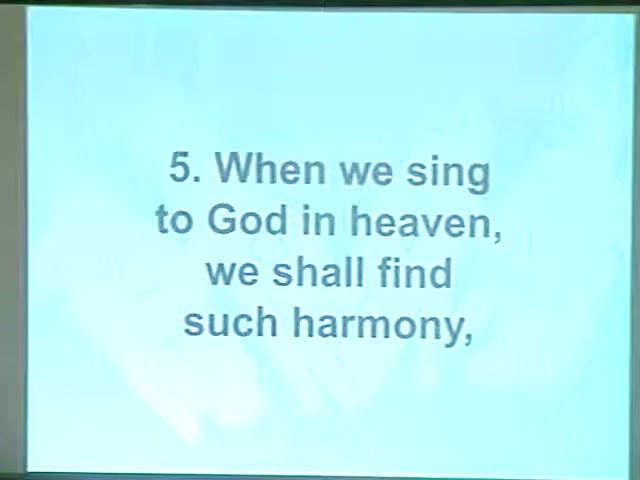 5. When we sing
to God in heaven,
we shall find
such harmony,